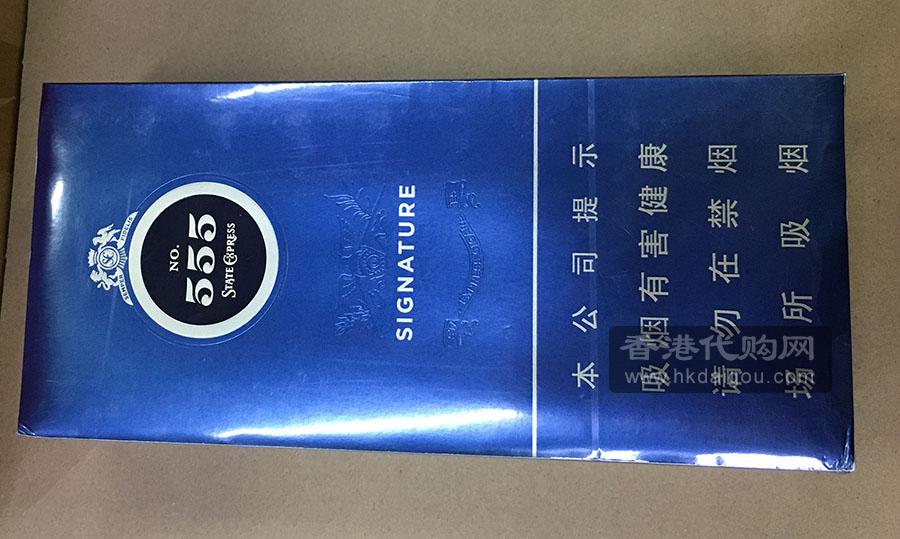 NO.
555
STATE EXPRESS
SIGNATURE
本公司提示
吸烟有害健康
请勿在禁烟
场所吸烟
香港代购网
www.hkdaigou.com